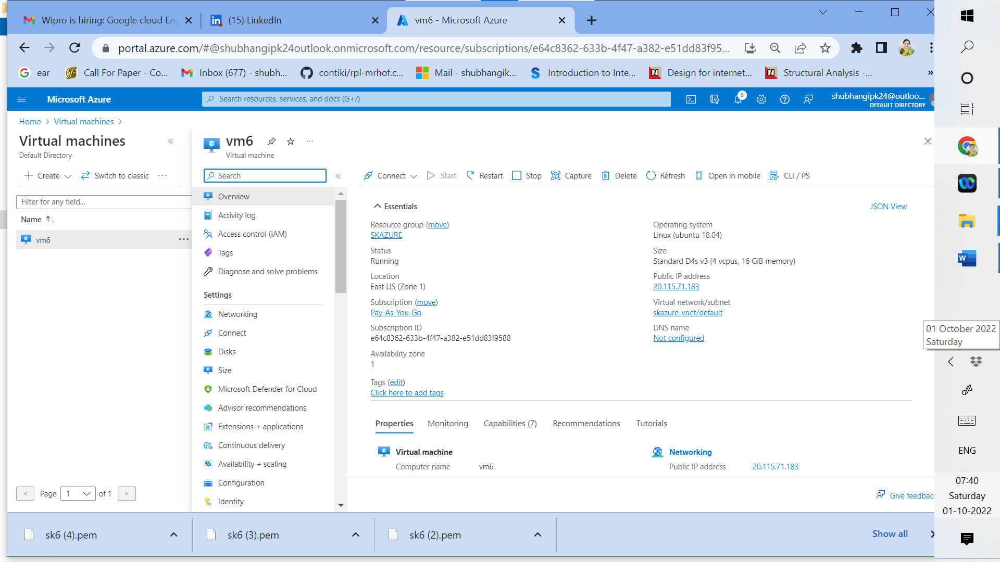 Wipro is hiring: Google cloud Eng
(15) LinkedIn
vm6 - Microsoft Azure
portal.azure.com/#@shubhangipk24outlook.onmicrosoft.com/resource/subscriptions/e64c8362-633b-4f47-a382-e51dd83f95...
ear
Call For Paper - Co...
Inbox (677) - shubh...
contiki/rpl-mrhof.c...
Mail - shubhangik...
Introduction to Inte...
Design for internet...
Structural Analysis -...
»
Microsoft Azure
Search resources, services, and docs (G+/)
8
shubhangipk24@outloo...
DEFAULT DIRECTORY
Home > Virtual machines >
Virtual machines
Default Directory
Create
Switch to classic
...
Filter for any field...
Name
vm6
...
< Page 1 of 1 >
vm6
...
Virtual machine
Search
Overview
Activity log
Access control (IAM)
Tags
Diagnose and solve problems
Settings
Networking
Connect
Disks
Size
Microsoft Defender for Cloud
Advisor recommendations
Extensions + applications
Continuous delivery
Availability + scaling
Configuration
Identity
Connect
Start
Restart
Stop
Capture
Delete
Refresh
Open in mobile
CLI / PS
Essentials
JSON View
Resource group (move)
SKAZURE
Status
Running
Location
East US (Zone 1)
Subscription (move)
Pay-As-You-Go
Subscription ID
e64c8362-633b-4f47-a382-e51dd83f9588
Availability zone
1
Tags (edit)
Click here to add tags
Operating system
Linux (ubuntu 18.04)
Size
Standard D4s v3 (4 vcpus, 16 GiB memory)
Public IP address
20.115.71.183
Virtual network/subnet
skazure-vnet/default
DNS name
Not configured
Properties
Monitoring
Capabilities (7)
Recommendations
Tutorials
Virtual machine
Computer name vm6
Networking
Public IP address 20.115.71.183
Give feedbac
sk6 (4).pem
sk6 (3).pem
sk6 (2).pem
Show all
W
01 October 2022
Saturday
ENG
07:40
Saturday
01-10-2022